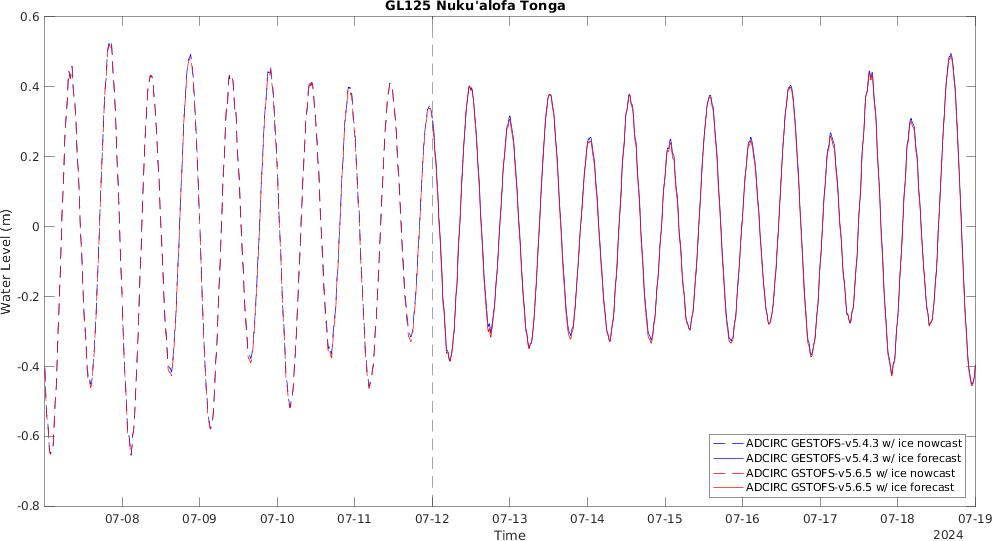 GL125 Nuku'alofa Tonga
0.6
0.4
0.2
0
-0.2
-0.4
-0.6
-0.8
Water Level (m)
ADCIRC GESTOFS-v5.4.3 w/ ice nowcast
ADCIRC GESTOFS-v5.4.3 w/ ice forecast
ADCIRC GSTOFS-v5.6.5 w/ ice nowcast
ADCIRC GSTOFS-v5.6.5 w/ ice forecast
07-08 07-09 07-10 07-11 07-12 07-13 07-14 07-15 07-16 07-17 07-18 07-19
Time
2024